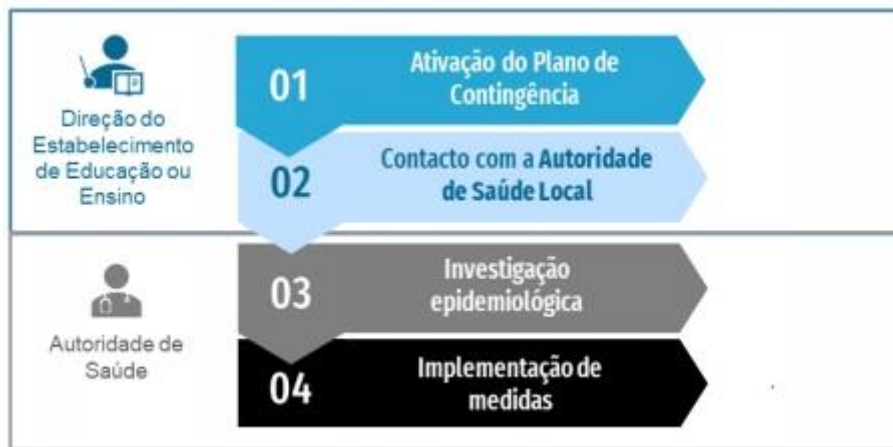 Direção do
Estabelecimento
de Educação ou
Ensino
01
Ativação do Plano de
Contingência
02
Contacto com a Autoridade
de Saúde Local
Autoridade de
Saúde
03
Investigação
epidemiológica
04
Implementação de
medidas